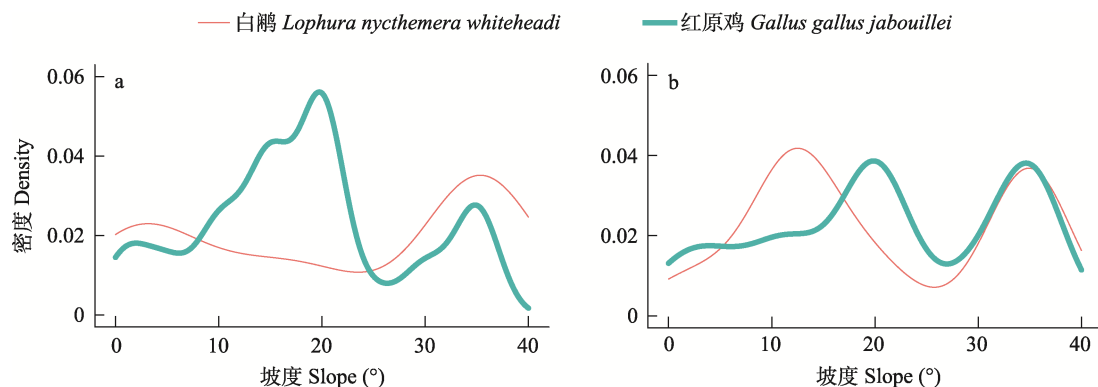 白鹇 Lophura nycthemera whiteheadi 红原鸡 Gallus gallus jabouillei
a
b
密度 Density
0.06
0.04
0.02
0
0 10 20 30 40
坡度 Slope (°)
0.06
0.04
0.02
0
0 10 20 30 40
坡度 Slope (°)